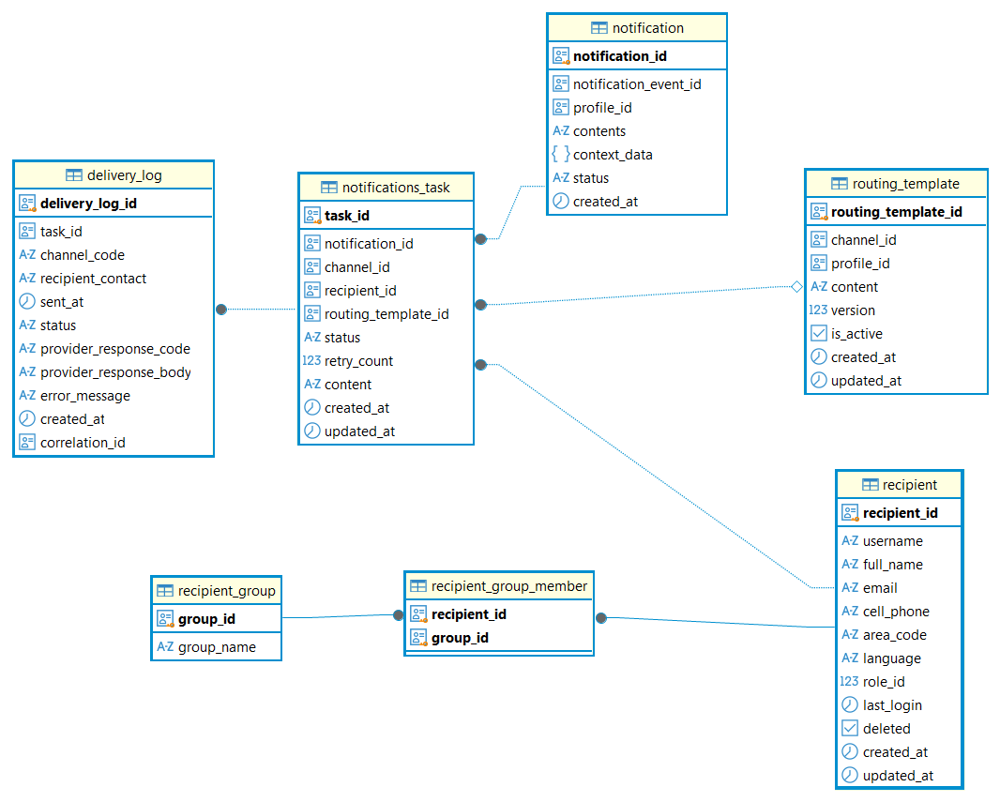 notification
notification_id
notification_event_id
profile_id
A-Z contents
{ } context_data
A-Z status
created_at
delivery_log
delivery_log_id
task_id
A-Z channel_code
A-Z recipient_contact
sent_at
A-Z status
A-Z provider_response_code
A-Z provider_response_body
A-Z error_message
created_at
correlation_id
notifications_task
task_id
notification_id
channel_id
recipient_id
routing_template_id
A-Z status
123 retry_count
A-Z content
created_at
updated_at
routing_template
routing_template_id
channel_id
profile_id
A-Z content
123 version
is_active
created_at
updated_at
recipient
recipient_id
A-Z username
A-Z full_name
A-Z email
A-Z cell_phone
A-Z area_code
A-Z language
123 role_id
last_login
deleted
created_at
updated_at
recipient_group
group_id
A-Z group_name
recipient_group_member
recipient_id
group_id